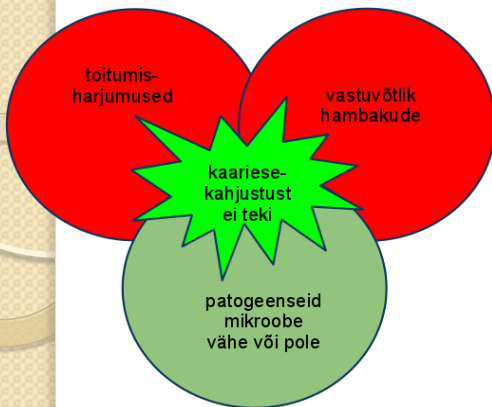 toitumis-
harjumused
vastuvõtlik
hambakude
kaariese-
kahjustust
ei teki
patogeenseid
mikroobe
vähe või pole